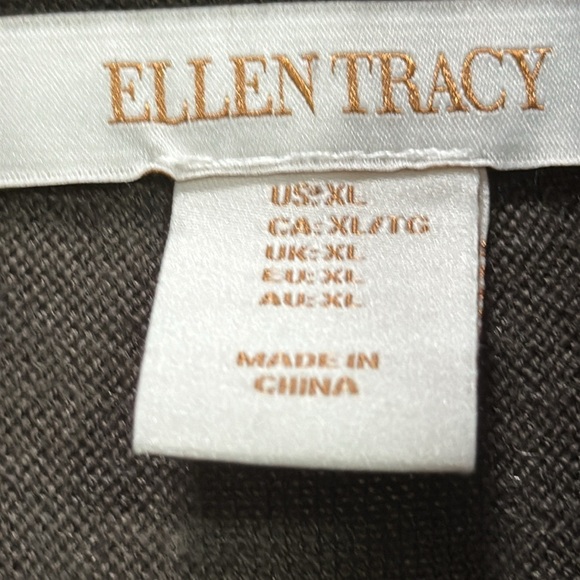 ELLEN TRACY
US: XL
CA: XL/TG
UK: XL
EU: XL
AU: XL
MADE IN
CHINA